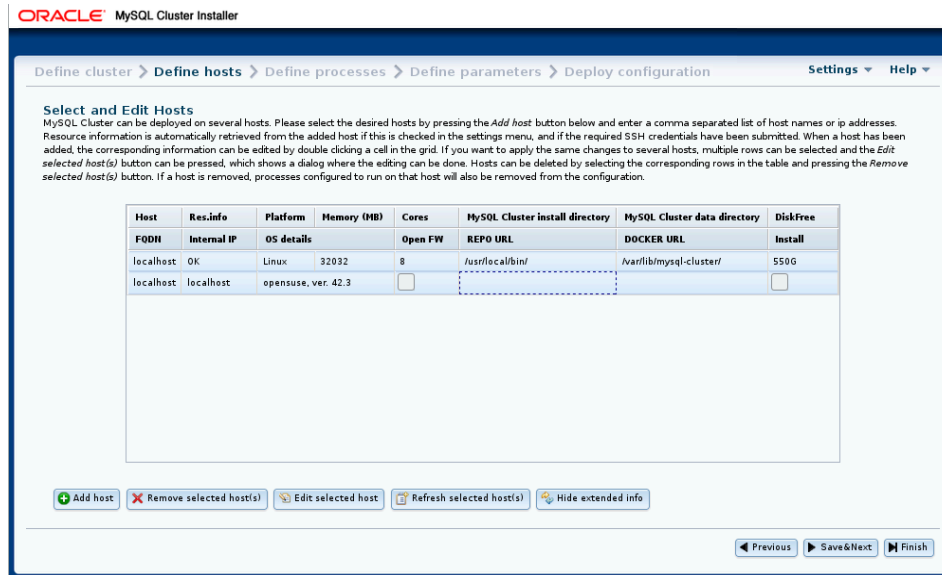 ORACLE® MySQL Cluster Installer
Define cluster > Define hosts > Define processes > Define parameters > Deploy configuration Settings Help
Select and Edit Hosts
MySQL Cluster can be deployed on several hosts. Please select the desired hosts by pressing the Add host button below and enter a comma separated list of host names or ip addresses.
Resource information is automatically retrieved from the added host if this is checked in the settings menu, and if the required SSH credentials have been submitted. When a host has been
added, the corresponding information can be edited by double clicking a cell in the grid. If you want to apply the same changes to several hosts, multiple rows can be selected and the Edit
selected host(s) button can be pressed, which shows a dialog where the editing can be done. Hosts can be deleted by selecting the corresponding rows in the table and pressing the Remove
selected host(s) button. If a host is removed, processes configured to run on that host will also be removed from the configuration.
Host Res.info Platform Memory (MB) Cores MySQL Cluster install directory MySQL Cluster data directory DiskFree
FQDN Internal IP OS details Open FW REPO URL DOCKER URL Install
localhost OK Linux 32032 8 /usr/local/bin/ /var/lib/mysql-cluster/ 550G
localhost localhost opensuse, ver. 42.3
Add host Remove selected host(s) Edit selected host Refresh selected host(s) Hide extended info
Previous Save&Next Finish